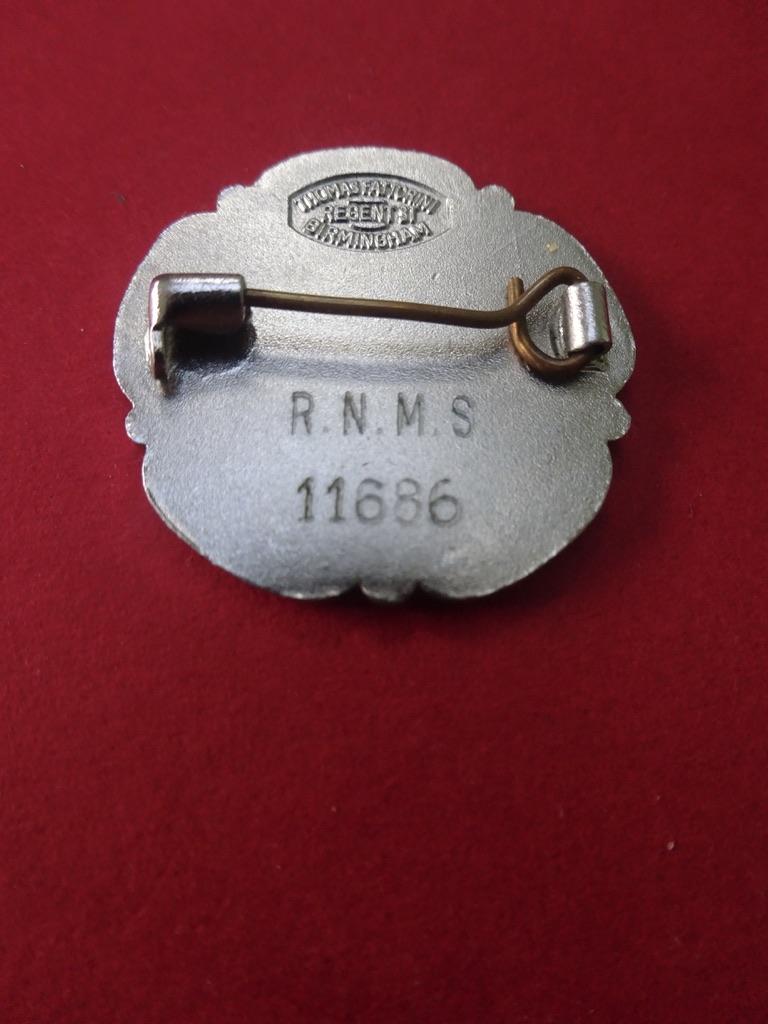 THOMAS FATTORINI
REGENT ST
BIRMINGHAM
R.N.M.S
11686